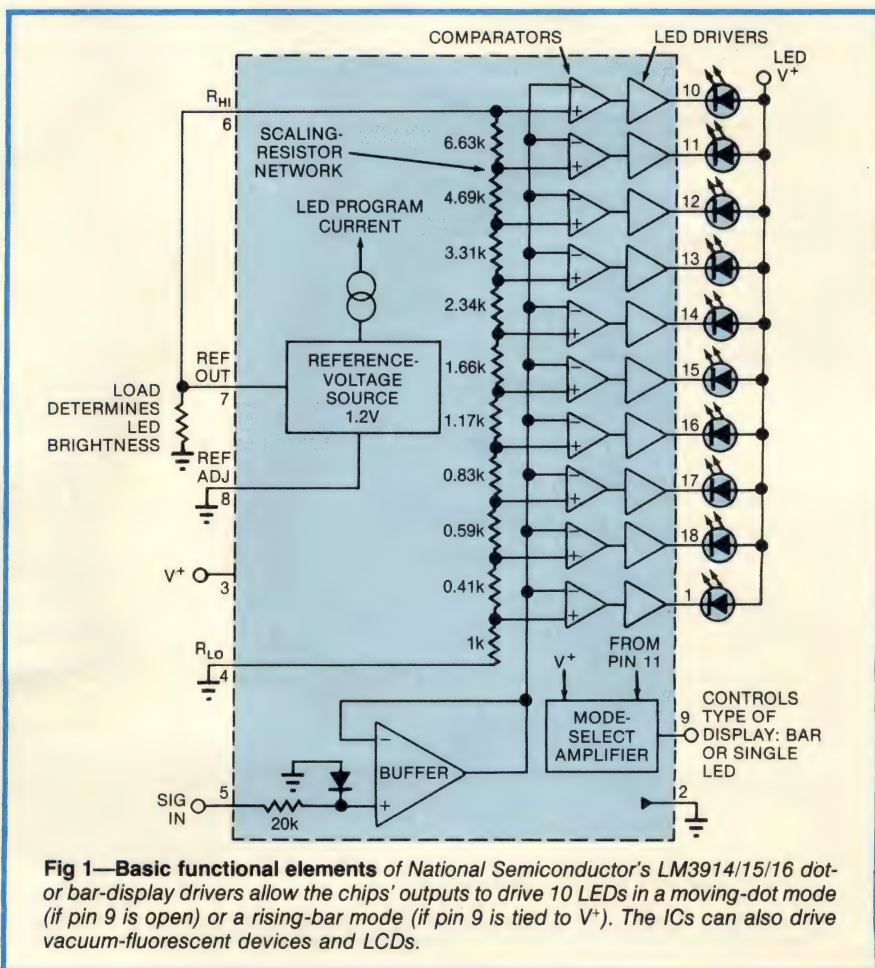 COMPARATORS
LED DRIVERS
LED
V+
RHI
6
SCALING-
RESISTOR
NETWORK
LED PROGRAM
CURRENT
6.63k
4.69k
3.31k
2.34k
1.66k
1.17k
0.83k
0.59k
0.41k
1k
10
11
12
13
14
15
16
17
18
1
REF
OUT
7
REFERENCE-
VOLTAGE
SOURCE
1.2V
LOAD
DETERMINES
LED
BRIGHTNESS
REF
ADJ
8
V+
3
RLO
4
FROM
PIN 11
V+
MODE-
SELECT
AMPLIFIER
9
CONTROLS
TYPE OF
DISPLAY: BAR
OR SINGLE
LED
BUFFER
2
SIG
IN
5
20k
Fig 1—Basic functional elements of National Semiconductor's LM3914/15/16 dot-
or bar-display drivers allow the chips' outputs to drive 10 LEDs in a moving-dot mode
(if pin 9 is open) or a rising-bar mode (if pin 9 is tied to V+). The ICs can also drive
vacuum-fluorescent devices and LCDs.